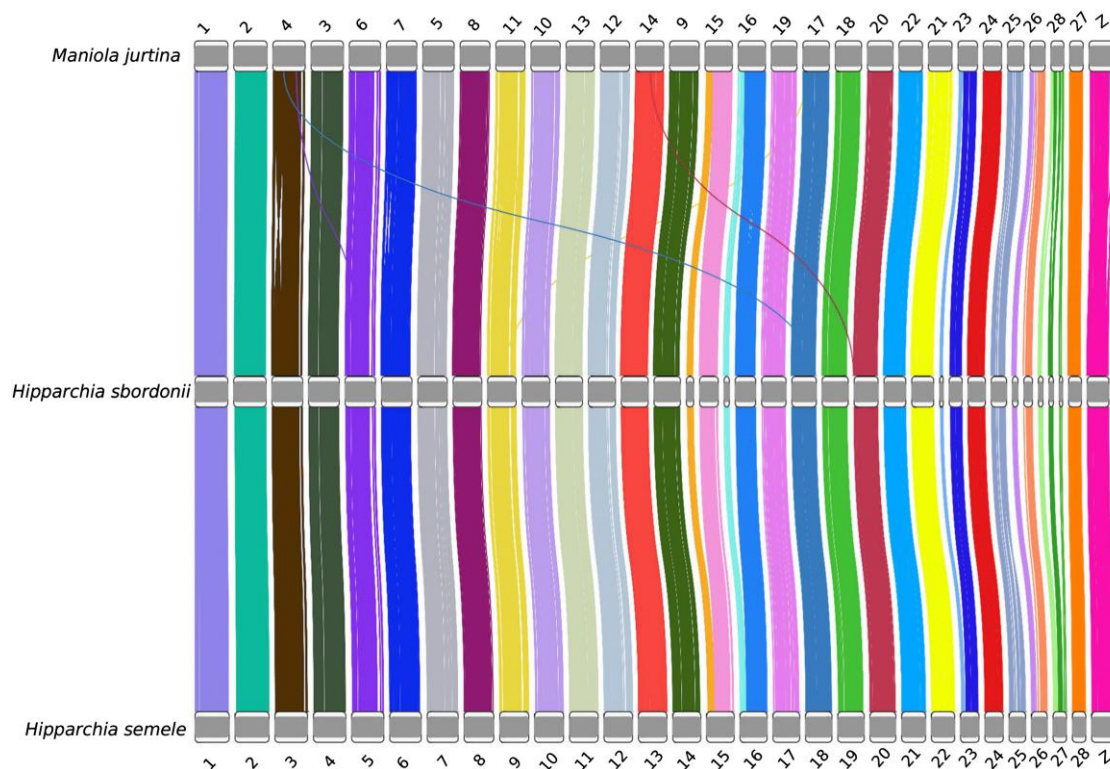 1 2 4 3 6 7 5 8 11 10 13 12 14 9 15 16 19 17 18 20 22 21 23 24 25 26 28 27 Z
Maniola jurtina
Hipparchia sbordonii
Hipparchia semele
1 2 3 4 5 6 7 8 9 10 11 12 13 14 15 16 17 18 19 20 21 22 23 24 25 26 27 28 Z